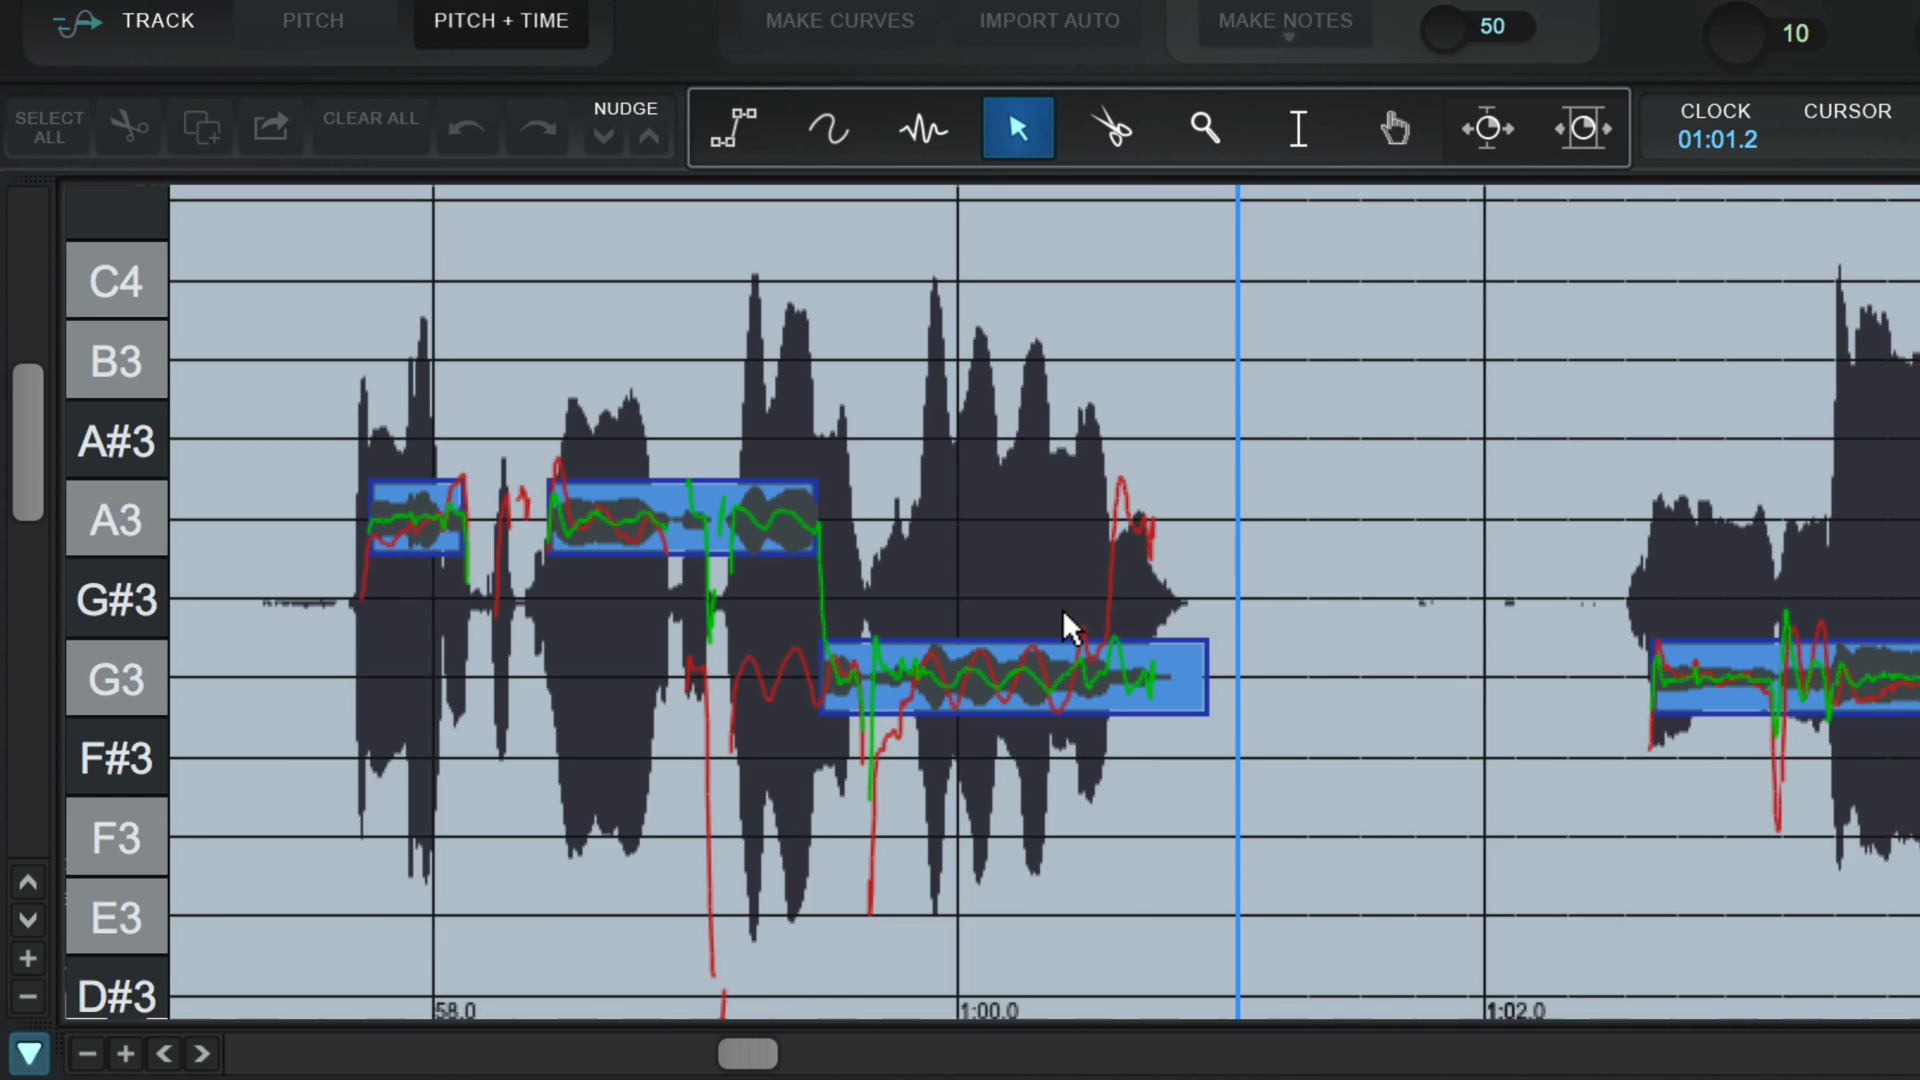 TRACK PITCH PITCH + TIME MAKE CURVES IMPORT AUTO MAKE NOTES 50 10
SELECT ALL CLEAR ALL NUDGE CLOCK CURSOR
01:01.2
C4
B3
A#3
A3
G#3
G3
F#3
F3
E3
D#3
58.0 1:00.0 1:02.0